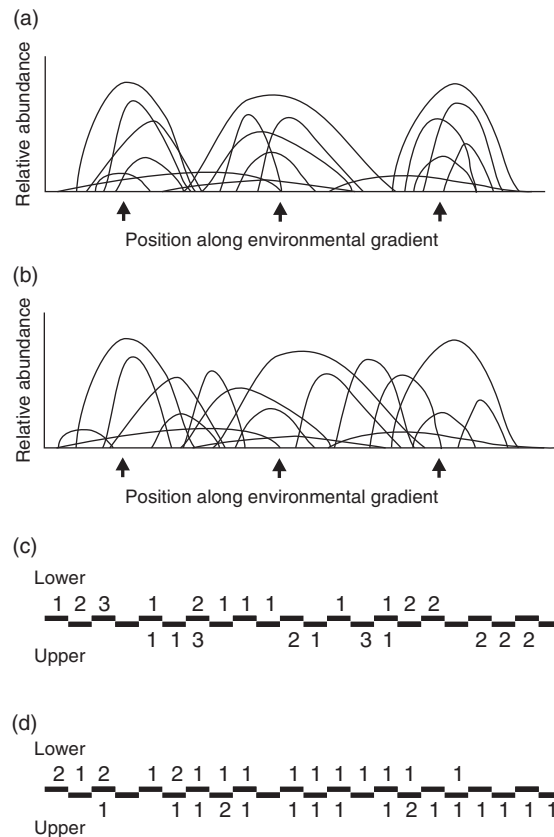 (a)
Relative abundance
Position along environmental gradient
(b)
Relative abundance
Position along environmental gradient
(c)
Lower
1 2 3 1 2 1 1 1 1 1 2 2
1 1 3 2 1 3 1 2 2 2
Upper
(d)
Lower
2 1 2 1 2 1 1 1 1 1 1 1 1 1 1
1 1 1 2 1 1 1 1 1 2 1 1 1 1 1 1
Upper